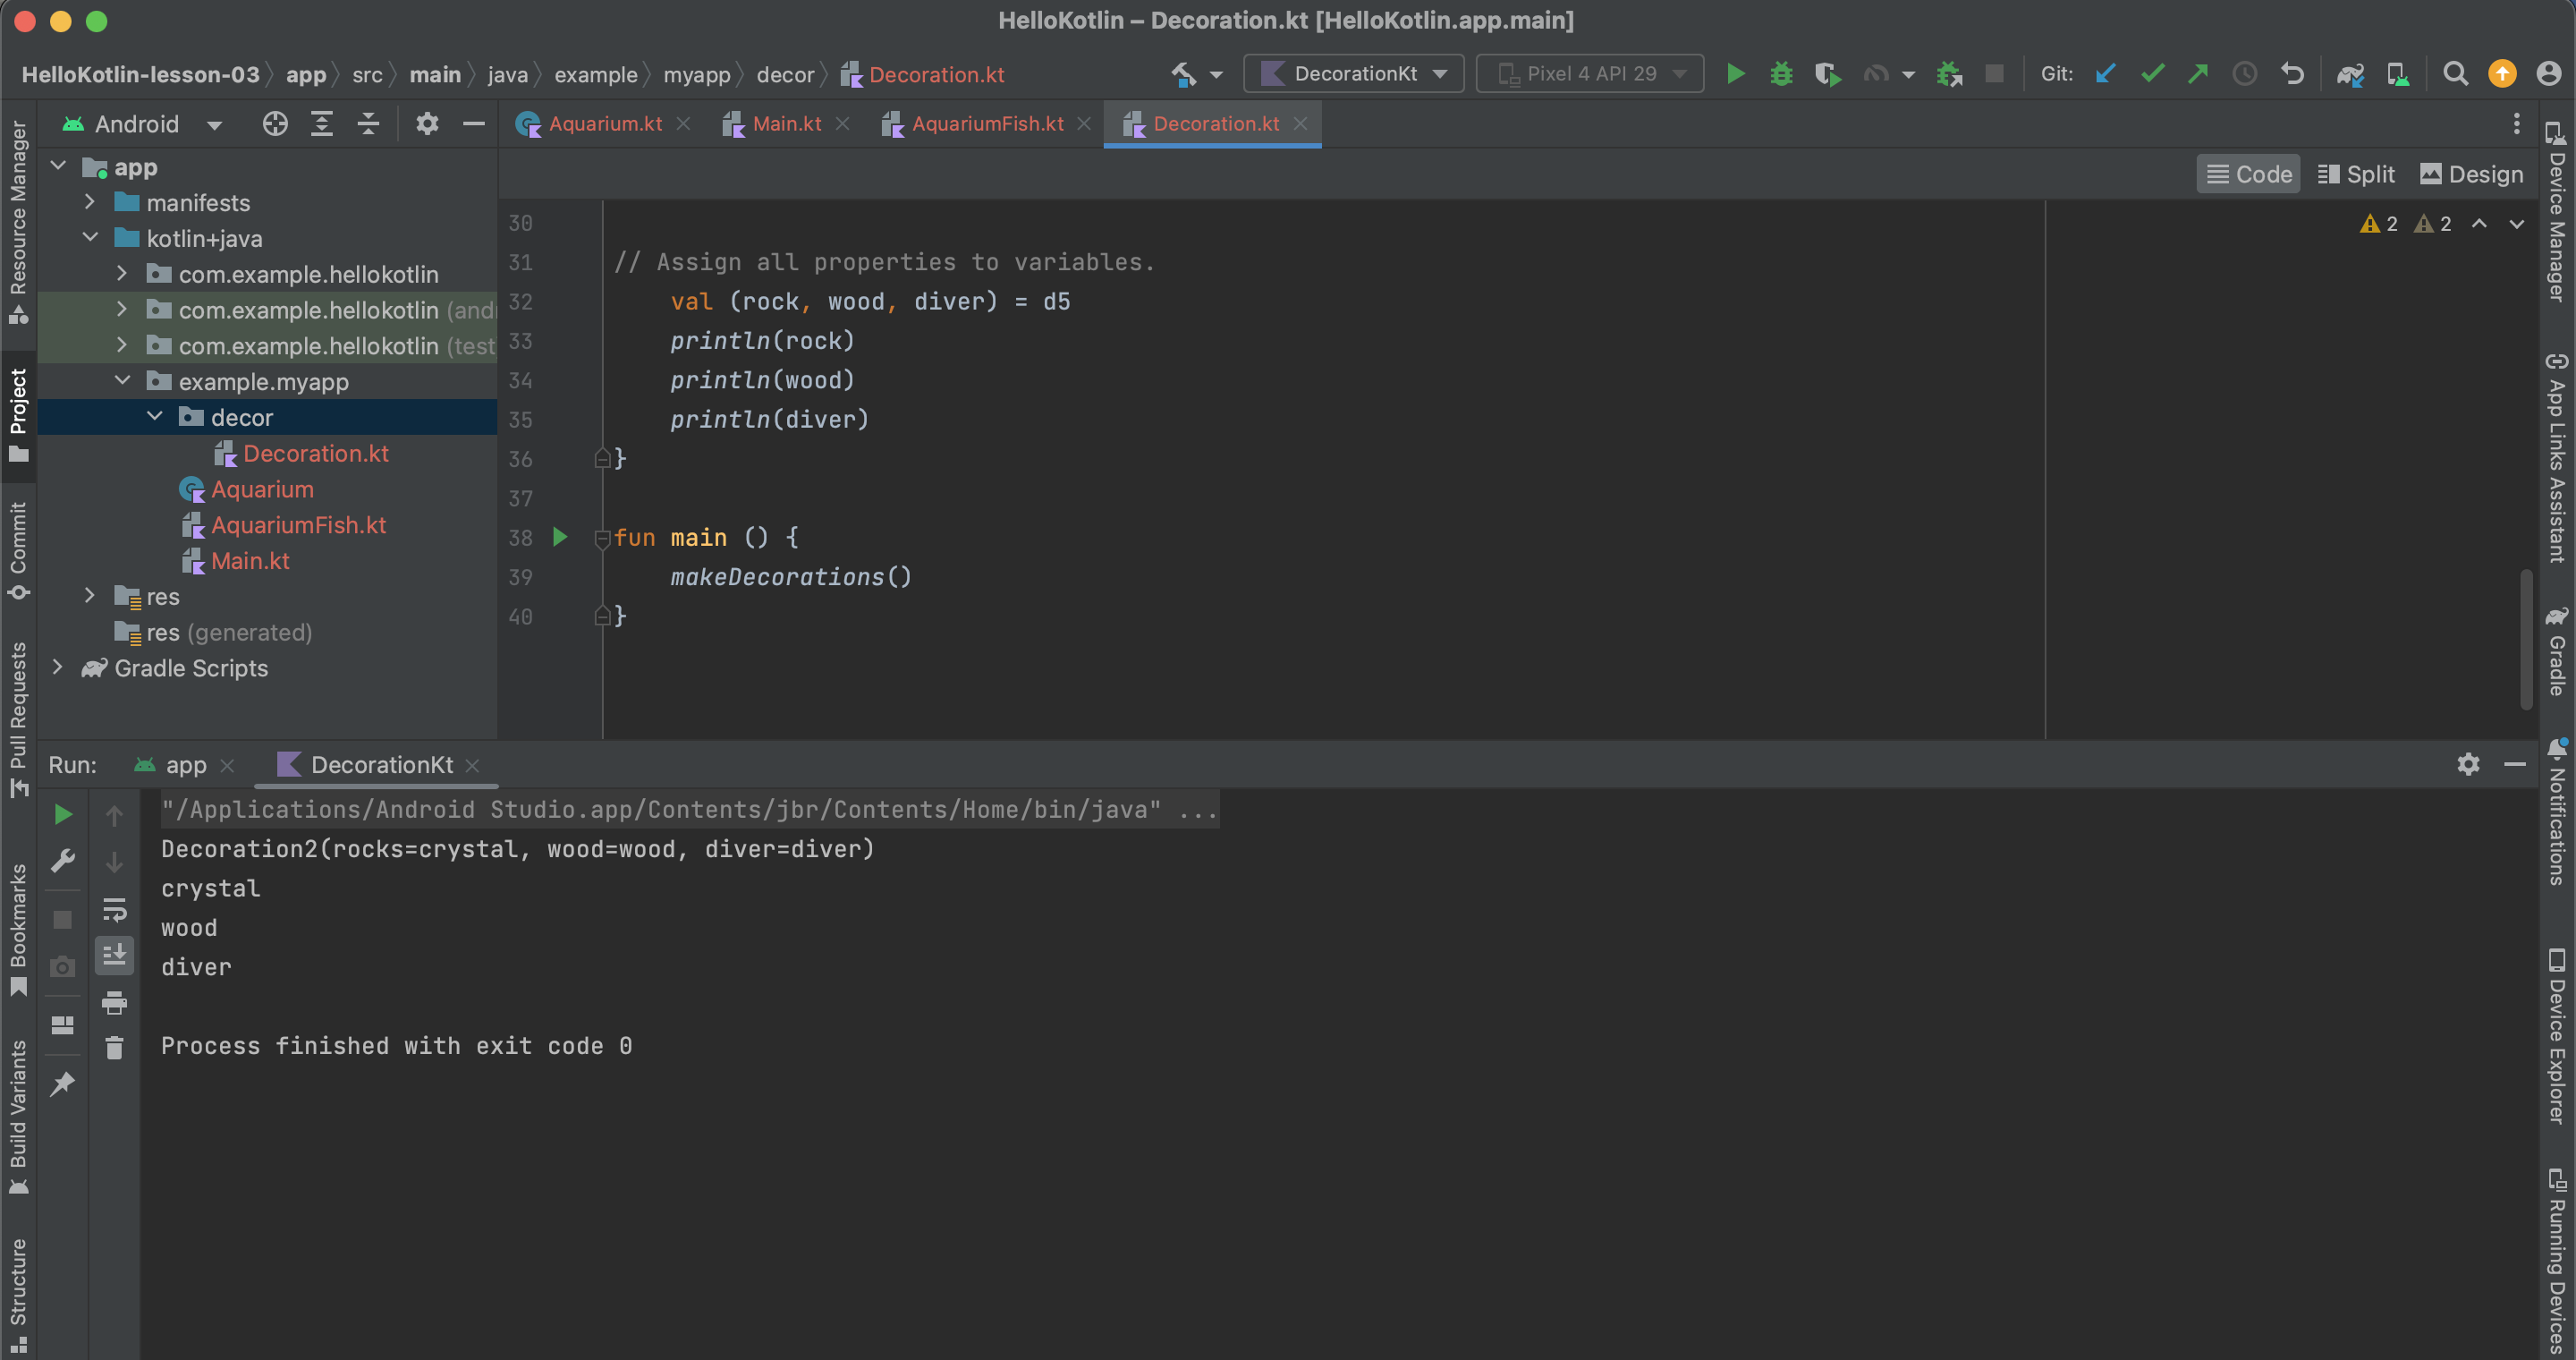 HelloKotlin – Decoration.kt [HelloKotlin.app.main]
HelloKotlin-lesson-03 app src main java example myapp decor Decoration.kt
DecorationKt Pixel 4 API 29 Git:
Android
Aquarium.kt Main.kt AquariumFish.kt Decoration.kt
Code Split Design
Resource Manager
Project
Commit
Pull Requests
Bookmarks
Build Variants
Structure
app
manifests
kotlin+java
com.example.hellokotlin
com.example.hellokotlin (and
com.example.hellokotlin (test
example.myapp
decor
Decoration.kt
Aquarium
AquariumFish.kt
Main.kt
res
res (generated)
Gradle Scripts
2 2
30
31 // Assign all properties to variables.
32 val (rock, wood, diver) = d5
33 println(rock)
34 println(wood)
35 println(diver)
36 }
37
38 fun main () {
39 makeDecorations()
40 }
Run: app DecorationKt
"/Applications/Android Studio.app/Contents/jbr/Contents/Home/bin/java" ...
Decoration2(rocks=crystal, wood=wood, diver=diver)
crystal
wood
diver
Process finished with exit code 0
Device Manager
App Links Assistant
Gradle
Notifications
Device Explorer
Running Devices